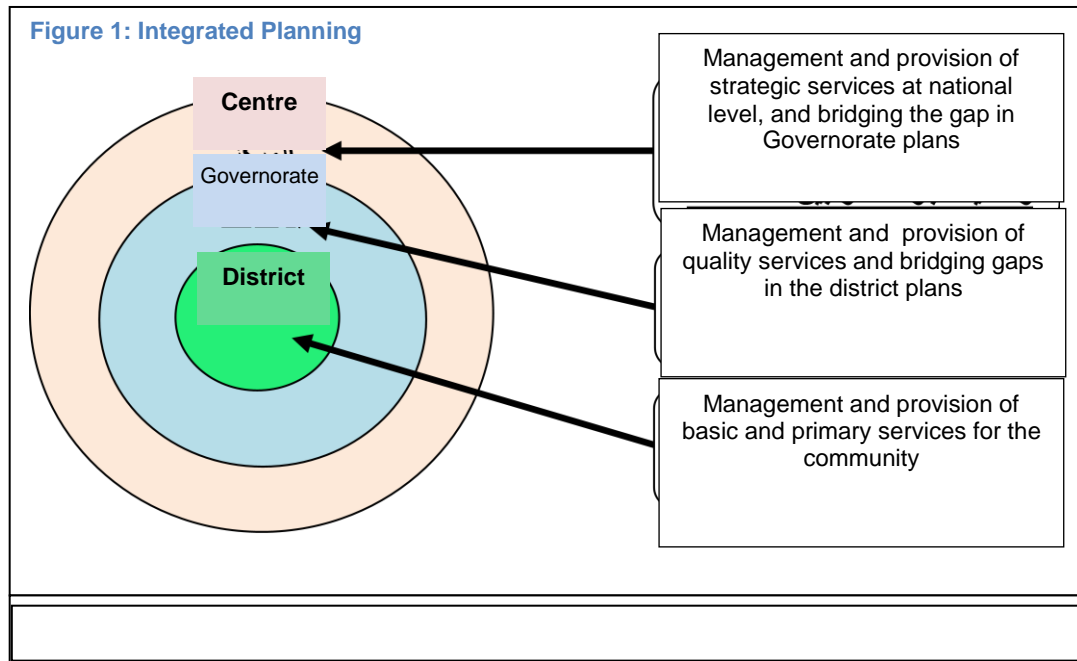 Figure 1: Integrated Planning
Centre
Governorate
District
Management and provision of
strategic services at national
level, and bridging the gap in
Governorate plans
Management and provision of
quality services and bridging gaps
in the district plans
Management and provision of
basic and primary services for the
community